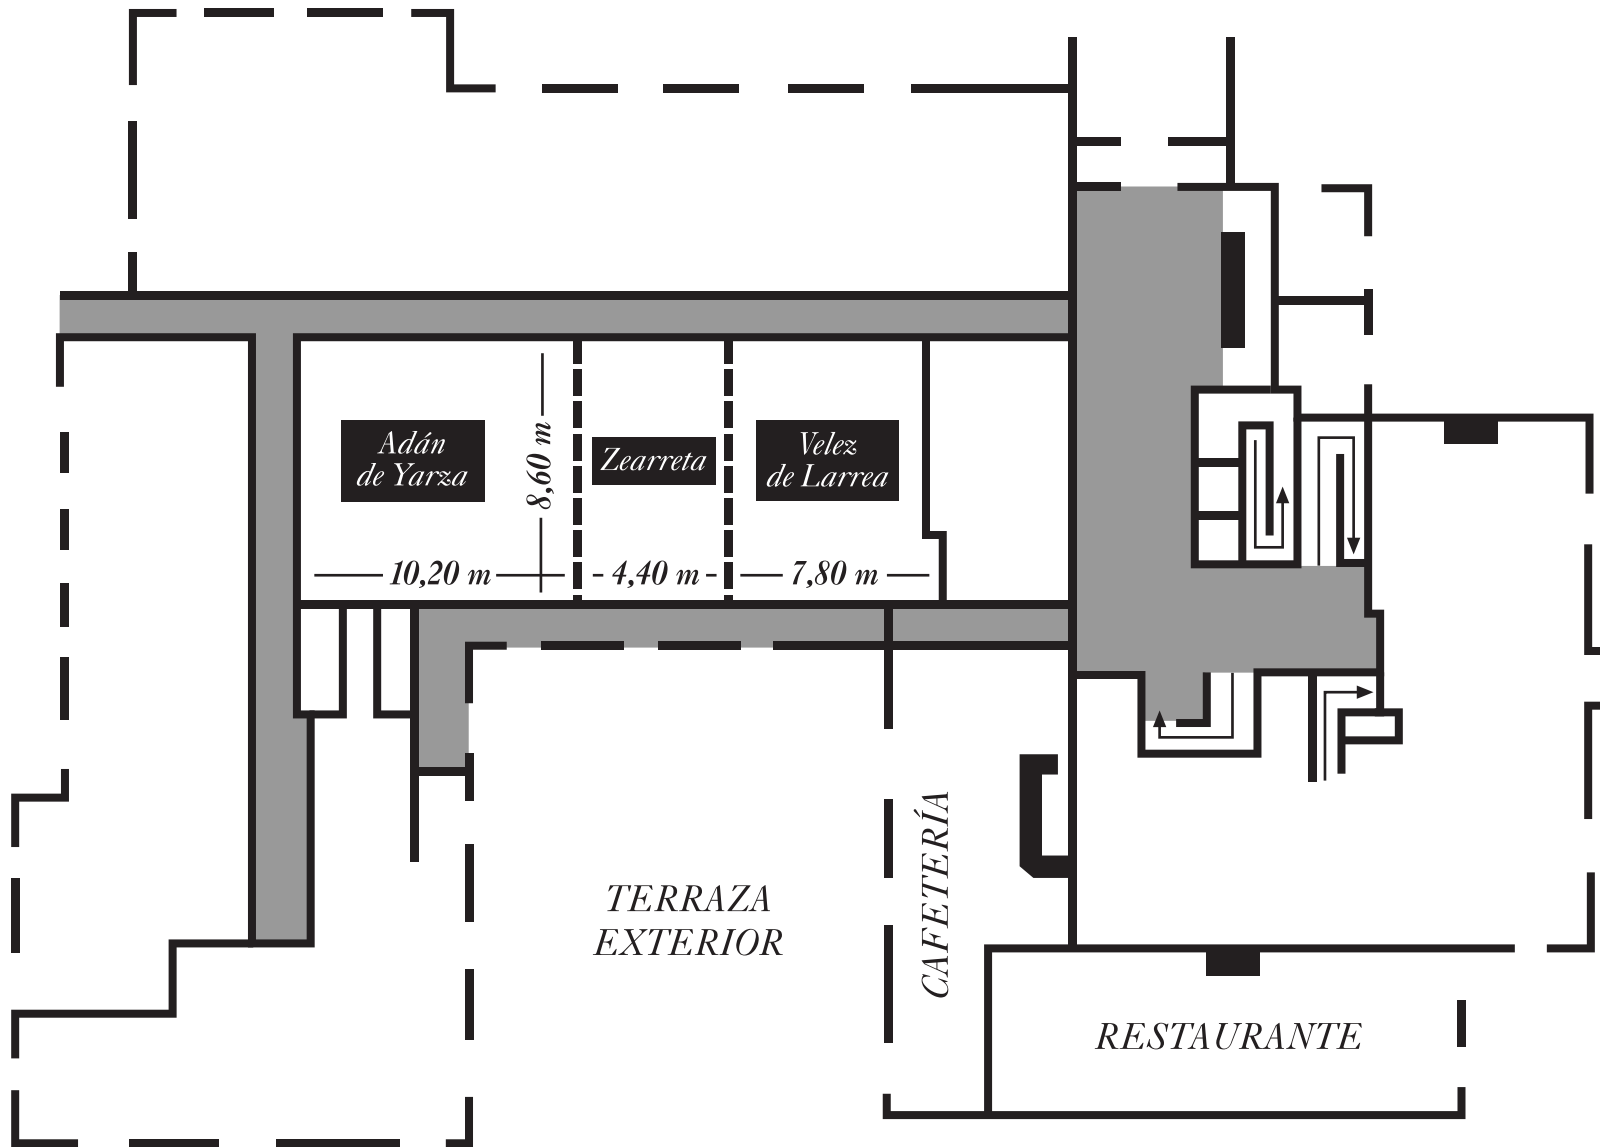 Adán
de Yarza
8,60 m
Zearreta
Velez
de Larrea
10,20 m
4,40 m
7,80 m
TERRAZA
EXTERIOR
CAFETERÍA
RESTAURANTE